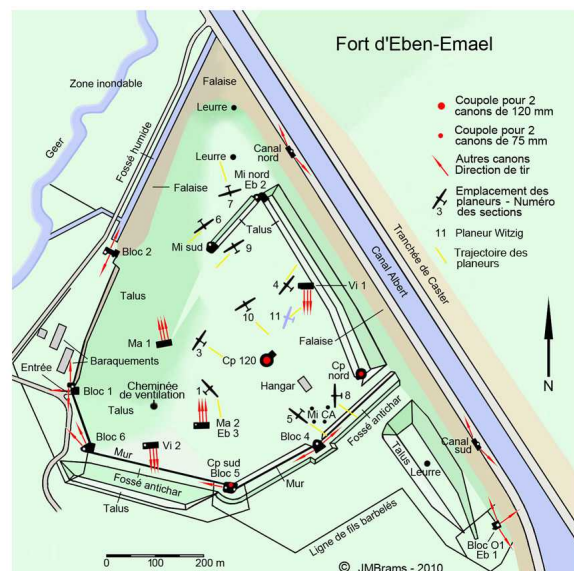 Fort d'Eben-Emael
Zone inondable
Falaise
Leurre
Coupole pour 2
canons de 120 mm
Coupole pour 2
canons de 75 mm
Autres canons
Direction de tir
Emplacement des
planeurs - Numéro
des sections
3
11 Planeur Witzig
Trajectoire des
planeurs
Geer
Fossé humide
Canal
nord
Leurre
Mi nord
Eb 2
7
Falaise
Talus
6
Mi sud
9
Bloc 2
Canal Albert
Tranchée de Caster
Talus
4
Vi 1
10
11
Ma 1
3
Cp 120
Falaise
N
Baraquements
Entrée
Bloc 1
Cheminée
de ventilation
Talus
Hangar
Cp
nord
1
8
Ma 2
Eb 3
Mi CA
5
Bloc 4
Fossé antichar
Bloc 6
Mur
Vi 2
Cp sud
Bloc 5
Fossé antichar
Mur
Talus
Talus
Leurre
Canal
sud
Ligne de fils barbelés
Bloc O1
Eb 1
0 200 m
© JMBrams - 2010